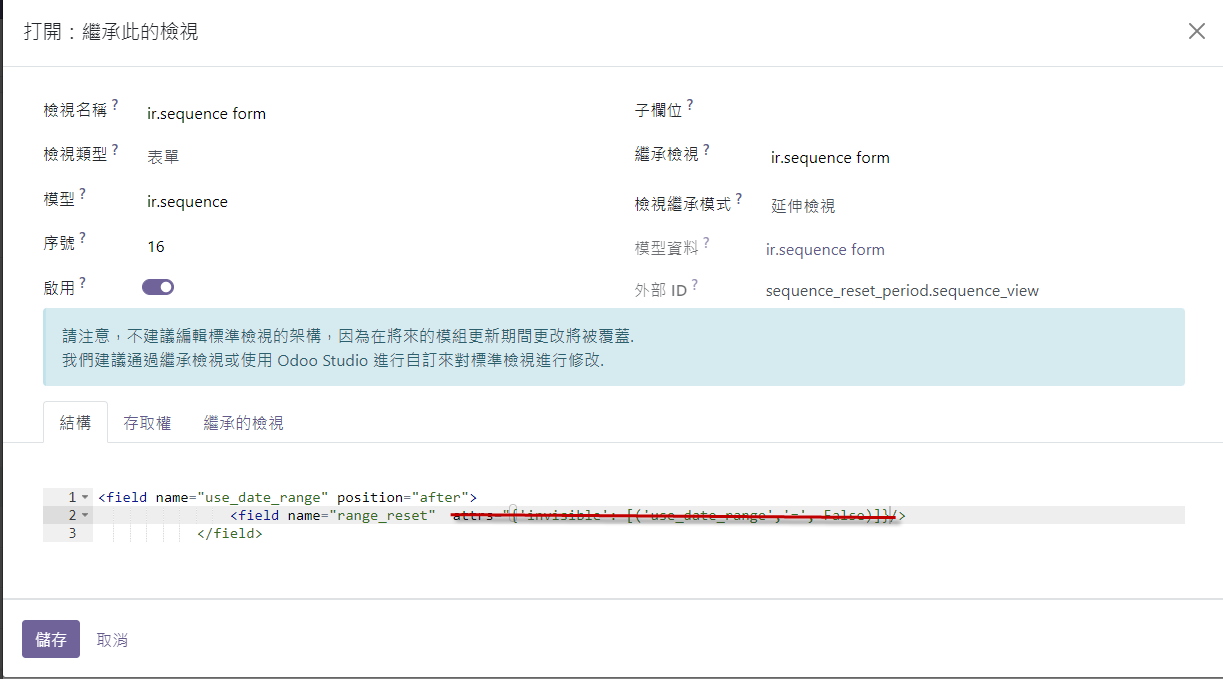 打開：繼承此的檢視
檢視名稱 ? ir.sequence form
子欄位 ?
檢視類型 ? 表單
繼承檢視 ? ir.sequence form
模型 ? ir.sequence
檢視繼承模式 ? 延伸檢視
序號 ? 16
模型資料 ? ir.sequence form
啟用 ?
外部 ID ? sequence_reset_period.sequence_view
請注意，不建議編輯標準檢視的架構，因為在將來的模組更新期間更改將被覆蓋.
我們建議通過繼承檢視或使用 Odoo Studio 進行自訂來對標準檢視進行修改.
結構 存取權 繼承的檢視
1 <field name="use_date_range" position="after">
2 <field name="range_reset" attrs="{'invisible': [('use_date_range','=', False)]}/>
3 </field>
儲存 取消